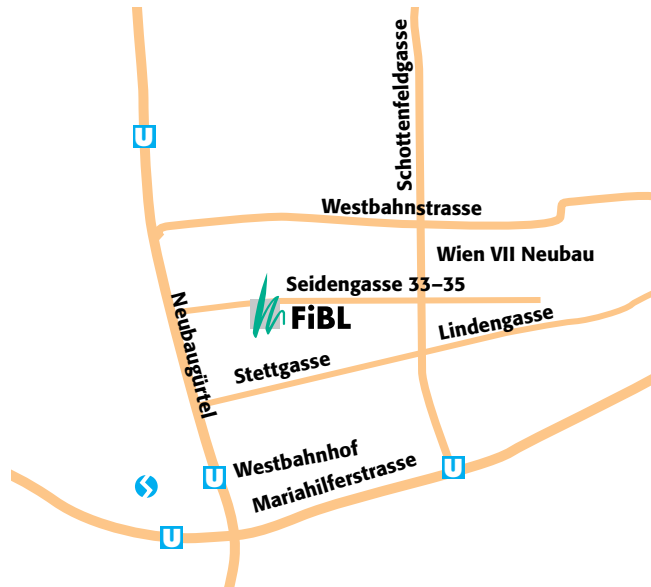 Schottenfeldgasse
U
Westbahnstrasse
Wien VII Neubau
Seidengasse 33–35
FiBL
Neubaugürtel
Lindengasse
Stettgasse
Westbahnhof
U
U
Mariahilferstrasse
U